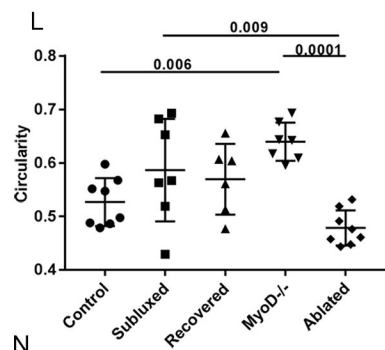 L
0.009
0.0001
0.006
0.8
0.7
0.6
0.5
0.4
Circularity
Control
Subluxed
Recovered
MyoD-/-
Ablated
N